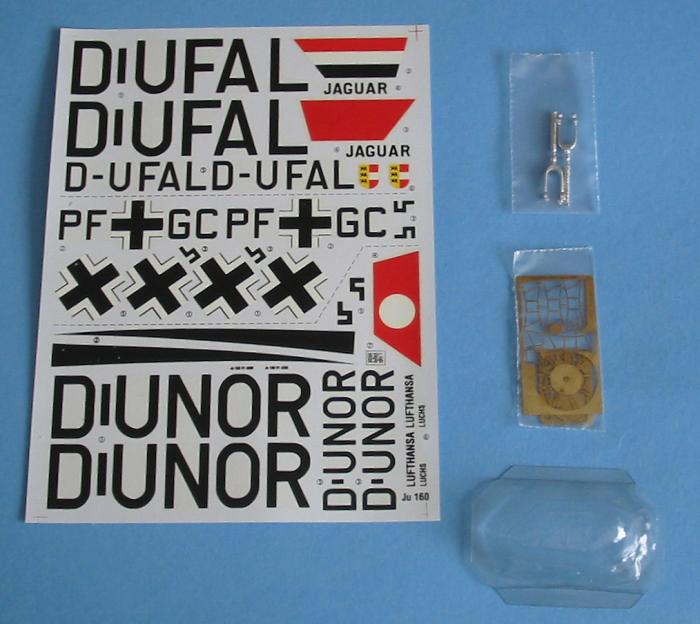 D-UFAL
JAGUAR
D-UFAL
JAGUAR
D-UFALD-UFAL
PF GC PF GC
D-UNOR
D-UNOR
D-UNOR
D-UNOR
LUFTHANSA LUFTHANSA
LUCHS LUCHS
Ju 160